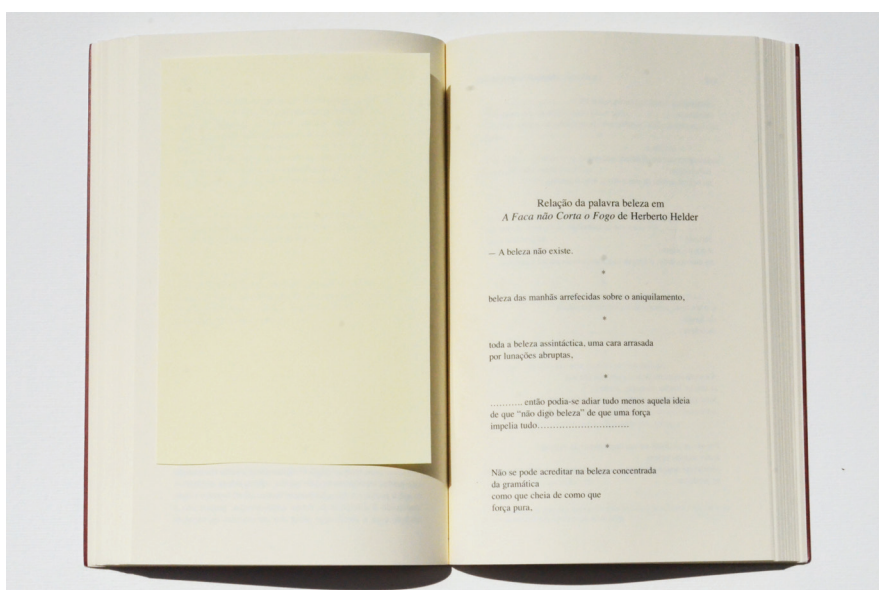 Relação da palavra beleza em
A Faca não Corta o Fogo de Herberto Helder
— A beleza não existe.
*
beleza das manhãs arrefecidas sobre o aniquilamento,
*
toda a beleza assintáctica, uma cara arrasada
por lunações abruptas,
*
........... então podia-se adiar tudo menos aquela ideia
de que “não digo beleza” de que uma força
impelia tudo..............................
*
Não se pode acreditar na beleza concentrada
da gramática
como que cheia de como que
força pura,